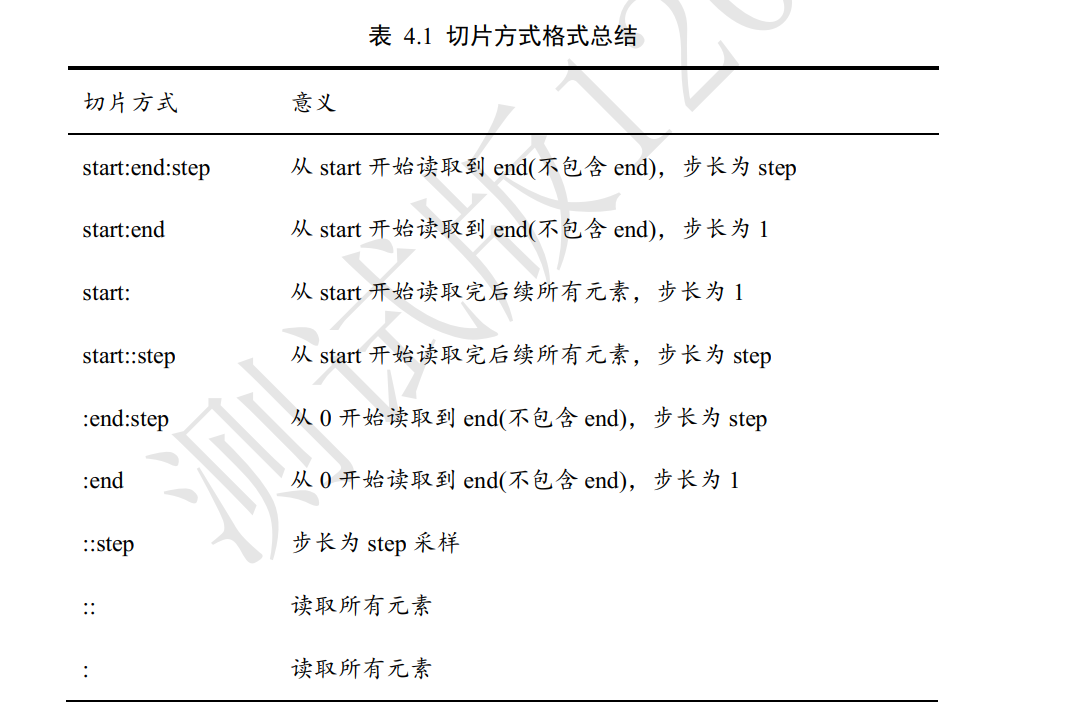 表 4.1 切片方式格式总结
切片方式 意义
start:end:step 从 start 开始读取到 end(不包含 end)，步长为 step
start:end 从 start 开始读取到 end(不包含 end)，步长为 1
start: 从 start 开始读取完后续所有元素，步长为 1
start::step 从 start 开始读取完后续所有元素，步长为 step
:end:step 从 0 开始读取到 end(不包含 end)，步长为 step
:end 从 0 开始读取到 end(不包含 end)，步长为 1
::step 步长为 step 采样
:: 读取所有元素
: 读取所有元素
测试版120